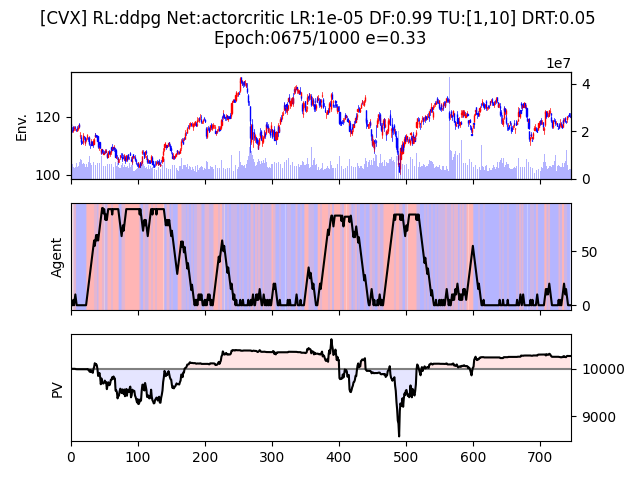 [CVX] RL:ddpg Net:actorcritic LR:1e-05 DF:0.99 TU:[1,10] DRT:0.05
Epoch:0675/1000 e=0.33
1e7
Env.
120
100
4
2
0
Agent
50
0
PV
10000
9000
0
100
200
300
400
500
600
700